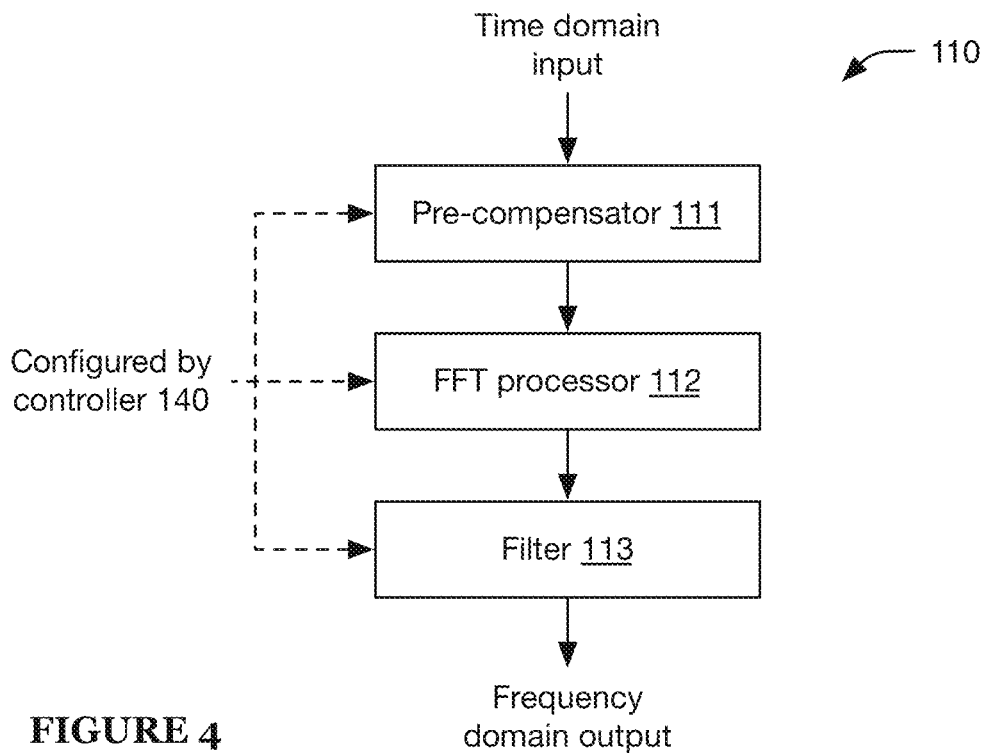 Time domain
input
110
Pre-compensator 111
Configured by
controller 140
FFT processor 112
Filter 113
Frequency
domain output
FIGURE 4